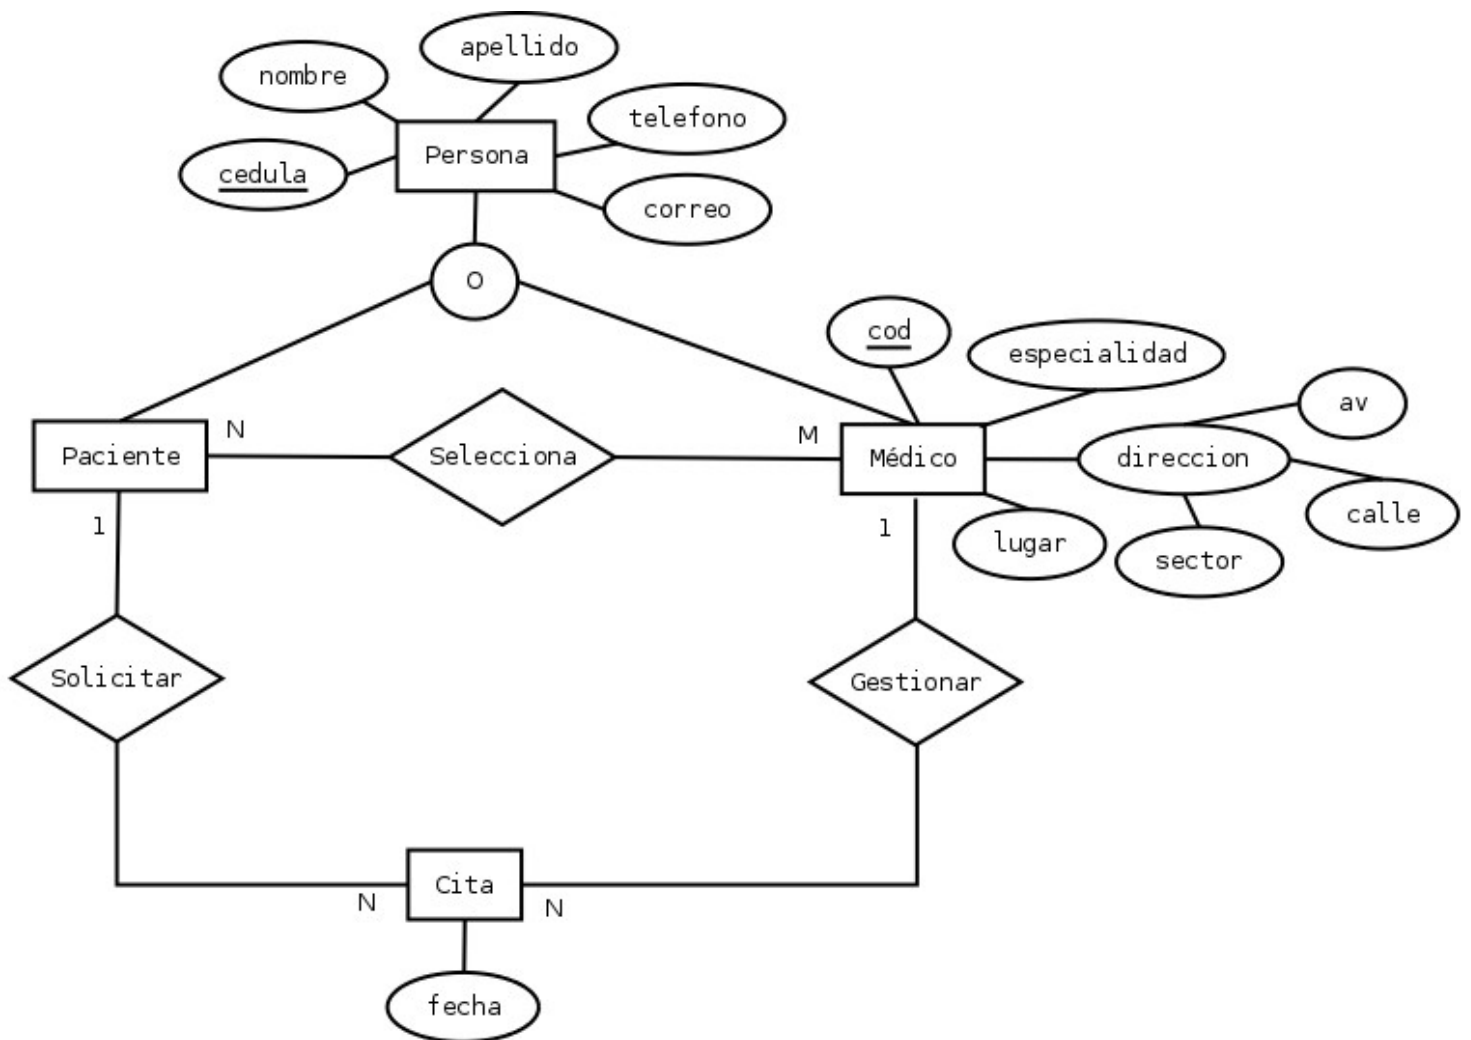 apellido
nombre
telefono
Persona
cedula
correo
O
cod
especialidad
av
N
M
Paciente
Selecciona
Médico
direccion
calle
1
1
lugar
sector
Solicitar
Gestionar
Cita
N
N
fecha